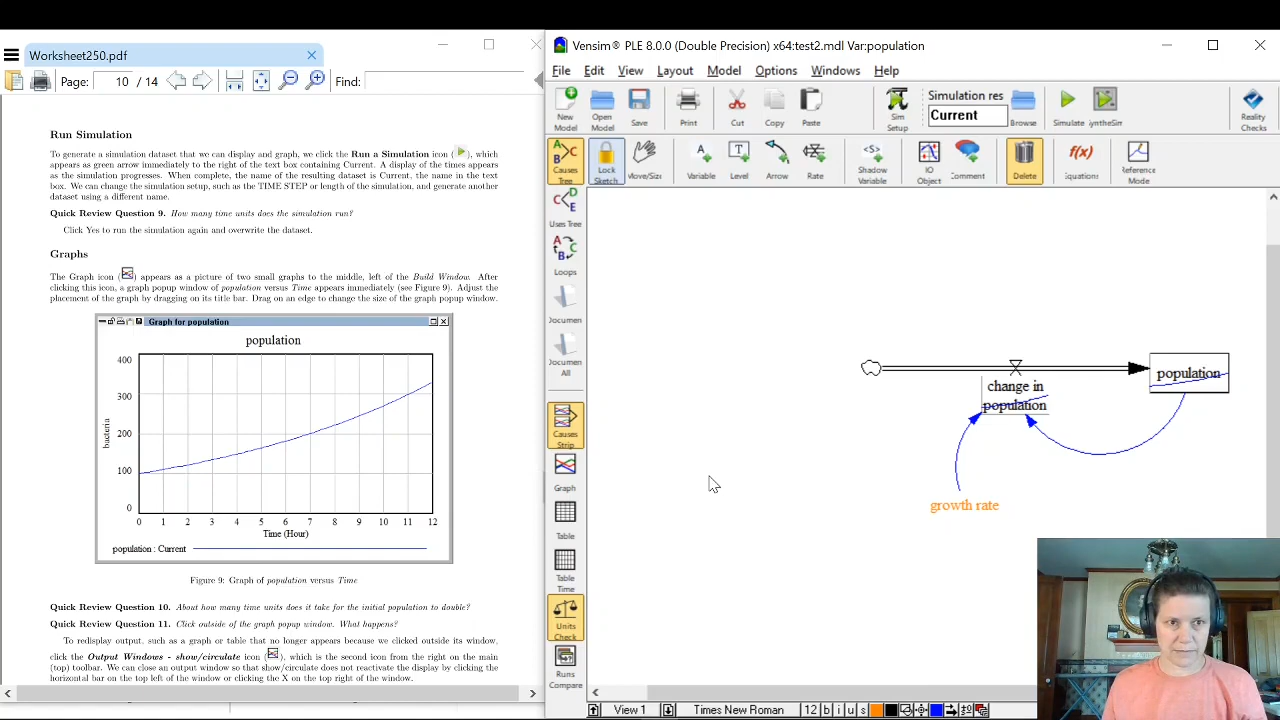 Worksheet250.pdf
Page: 10 / 14 Find:
Run Simulation
To generate a simulation dataset that we can display and graph, we click the Run a Simulation icon ( ), which
appears as green arrow immediately to the right of the text box containing Current. A display of the times appears
as the simulation progresses. When complete, the name of the resulting dataset is Current, the name in the text
box. We can change the simulation setup, such as the TIME STEP or length of the simulation, and generate another
dataset using a different name.
Quick Review Question 9. How many time units does the simulation run?
Click Yes to run the simulation again and overwrite the dataset.
Graphs
The Graph icon ( ) appears as a picture of two small graphs to the middle, left of the Build Window. After
clicking this icon, a graph popup window of population versus Time appears immediately (see Figure 9). Adjust the
placement of the graph by dragging on its title bar. Drag on an edge to change the size of the graph popup window.
Graph for population
population
400
300
200
100
0
bacteria
0 1 2 3 4 5 6 7 8 9 10 11 12
Time (Hour)
population : Current
Figure 9: Graph of population versus Time
Quick Review Question 10. About how many time units does it take for the initial population to double?
Quick Review Question 11. Click outside of the graph popup window. What happens?
To redisplay output, such as a graph or table that no longer appears because we clicked outside its window,
click the Output Windows - show/circulate icon ( ), which is the second icon from the right on the main
(top) toolbar. We can close an output window so that show/circulate does not reactivate the display by clicking the
horizontal bar on the top left of the window or clicking the X on the top right of the window.
Vensim® PLE 8.0.0 (Double Precision) x64:test2.mdl Var:population
File Edit View Layout Model Options Windows Help
New Model
Open Model
Save
Print
Cut
Copy
Paste
Sim Setup
Simulation res
Current
Browse
Simulate
SyntheSim
Reality Checks
Causes Tree
Lock Sketch
Move/Size
Variable
Level
Arrow
Rate
Shadow Variable
IO Object
Comment
Delete
Equations
Reference Mode
Uses Tree
Loops
Documen
Documen All
Causes Strip
Graph
Table
Table Time
Units Check
Runs Compare
change in
population
population
growth rate
View 1 Times New Roman 12 b i u s